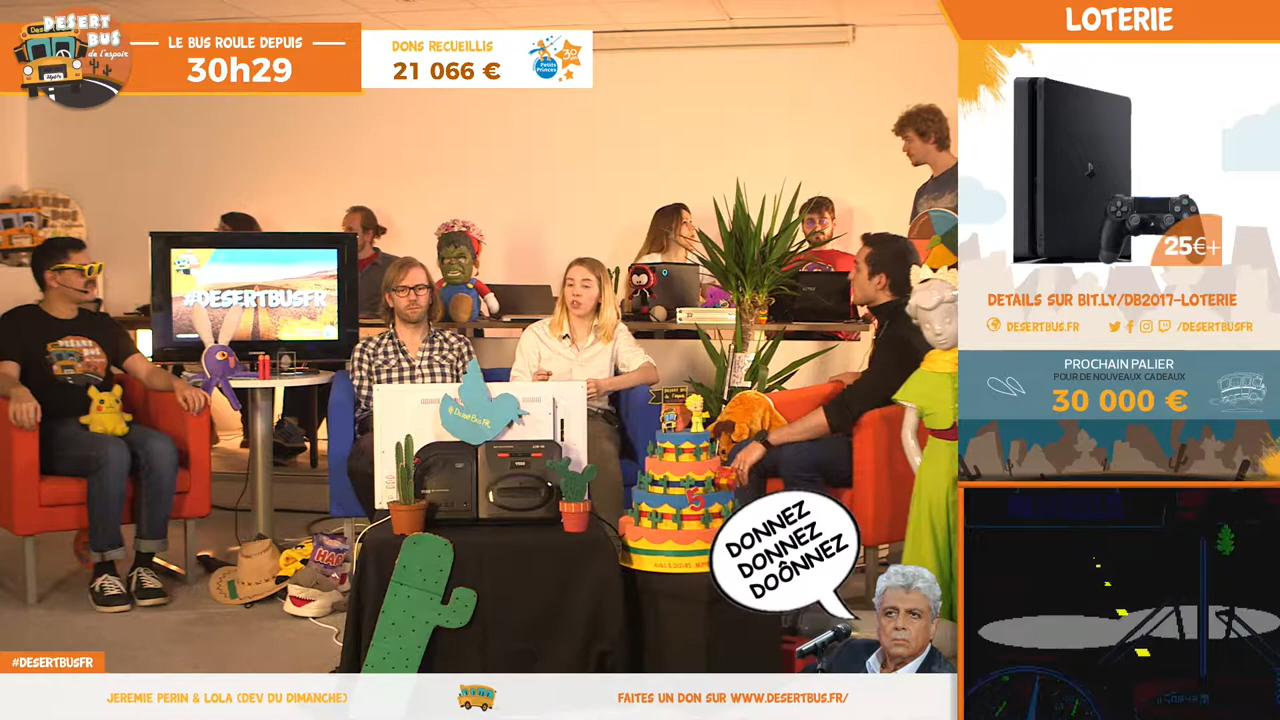 DESERT
BUS
de l'espoir
LE BUS ROULE DEPUIS
30h29
DONS RECUEILLIS
21 066 €
Petits
Princes
30
LOTERIE
25€+
DETAILS SUR BIT.LY/DB2017-LOTERIE
DESERTBUS.FR
/DESERTBUSFR
PROCHAIN PALIER
POUR DE NOUVEAUX CADEAUX
30 000 €
#DESERTBUSFR
#DesertBusFR
5
DONNEZ
DONNEZ
DOÔNNEZ
#DESERTBUSFR
JEREMIE PERIN & LOLA (DEV DU DIMANCHE)
FAITES UN DON SUR WWW.DESERTBUS.FR/